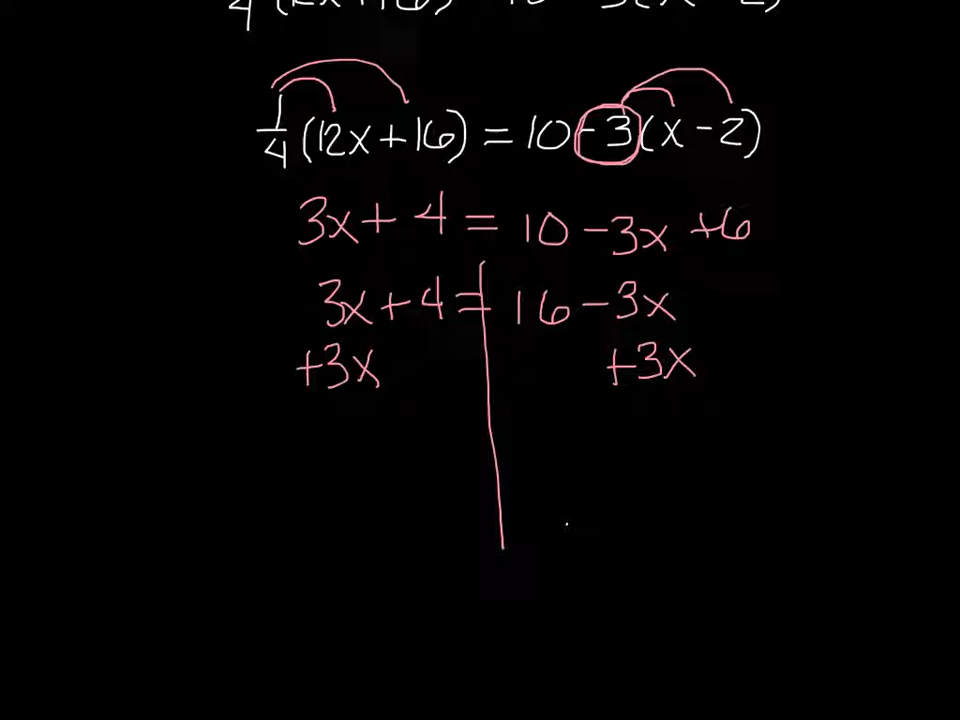 1/4(12x+16)=10-3(x-2)
3x+4=10-3x+6
3x+4=16-3x
+3x +3x